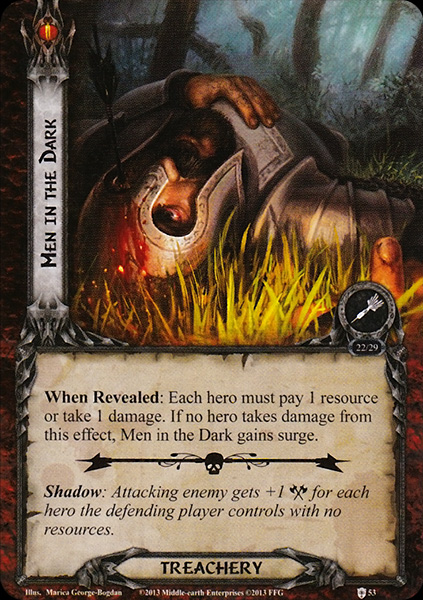 MEN IN THE DARK
22/29
When Revealed: Each hero must pay 1 resource
or take 1 damage. If no hero takes damage from
this effect, Men in the Dark gains surge.
Shadow: Attacking enemy gets +1 for each
hero the defending player controls with no
resources.
TREACHERY
Illus. Marica George-Bogdan ©2013 Middle-earth Enterprises ©2013 FFG 53